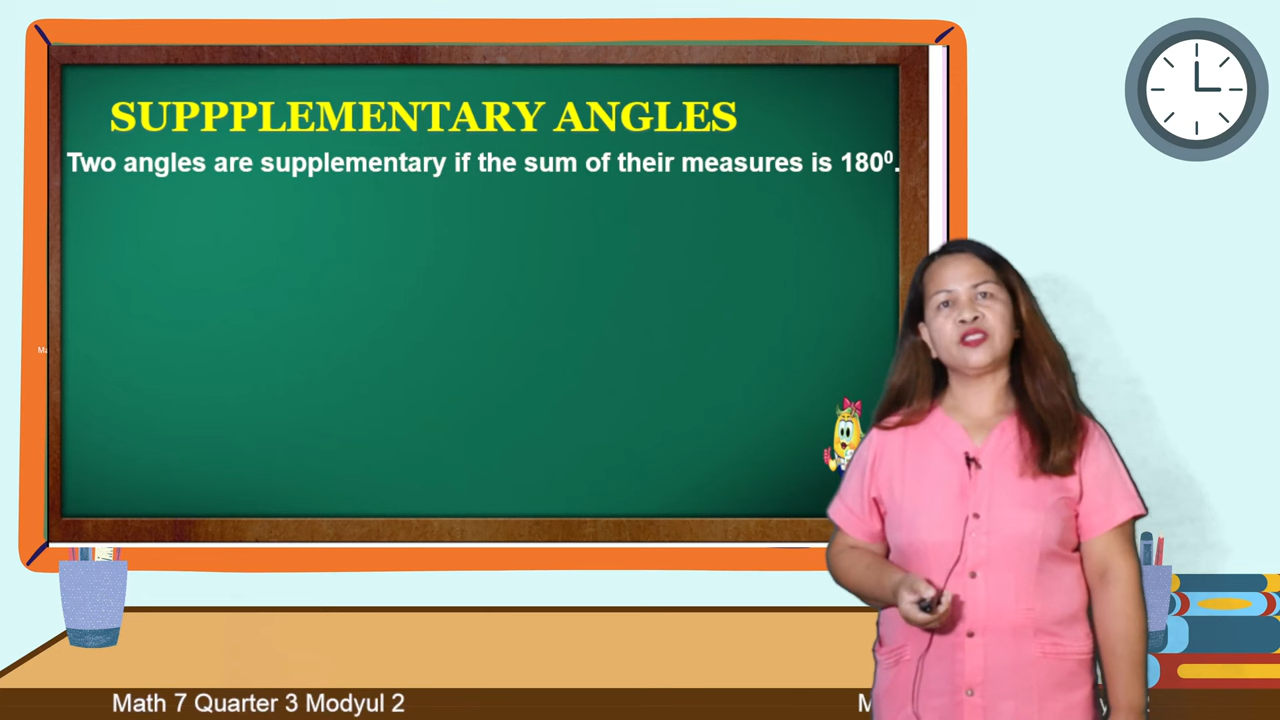 SUPPPLEMENTARY ANGLES
Two angles are supplementary if the sum of their measures is 180⁰.
Math 7 Quarter 3 Modyul 2